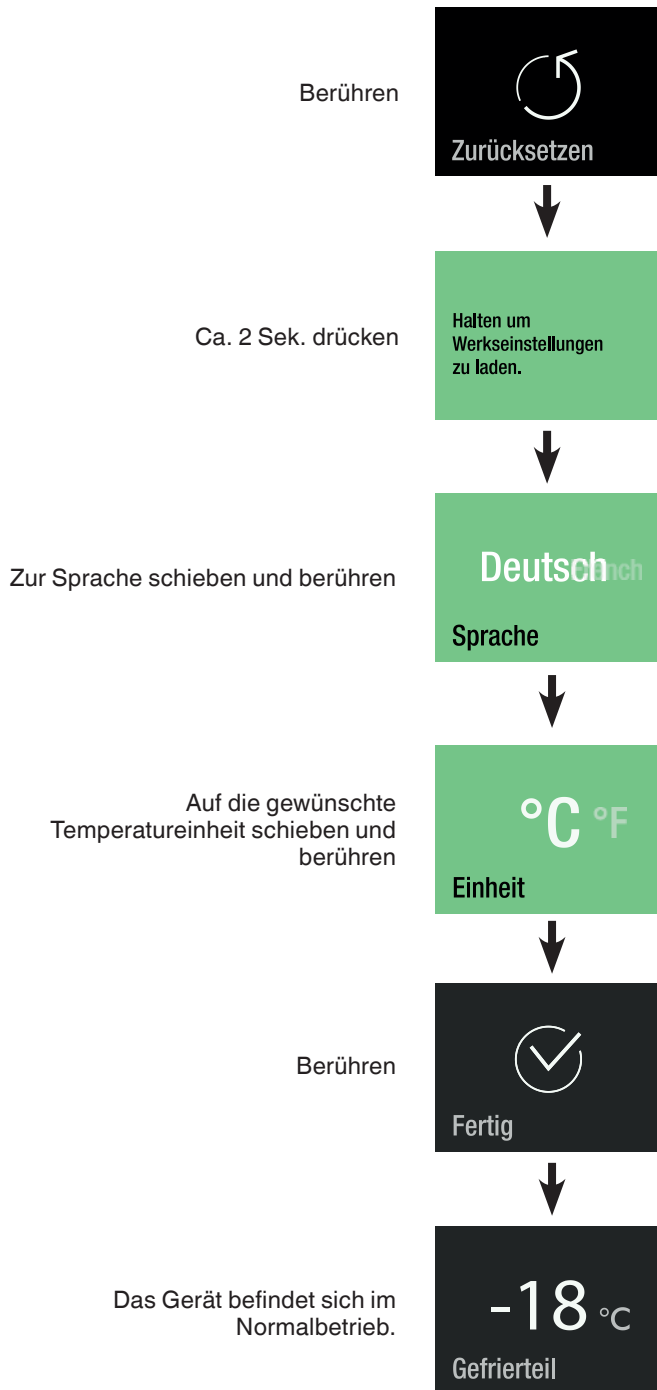 Berühren
Zurücksetzen
Ca. 2 Sek. drücken
Halten um
Werkseinstellungen
zu laden.
Zur Sprache schieben und berühren
Deutsch
Sprache
Auf die gewünschte
Temperatureinheit schieben und
berühren
°C °F
Einheit
Berühren
Fertig
Das Gerät befindet sich im
Normalbetrieb.
-18 °C
Gefrierteil